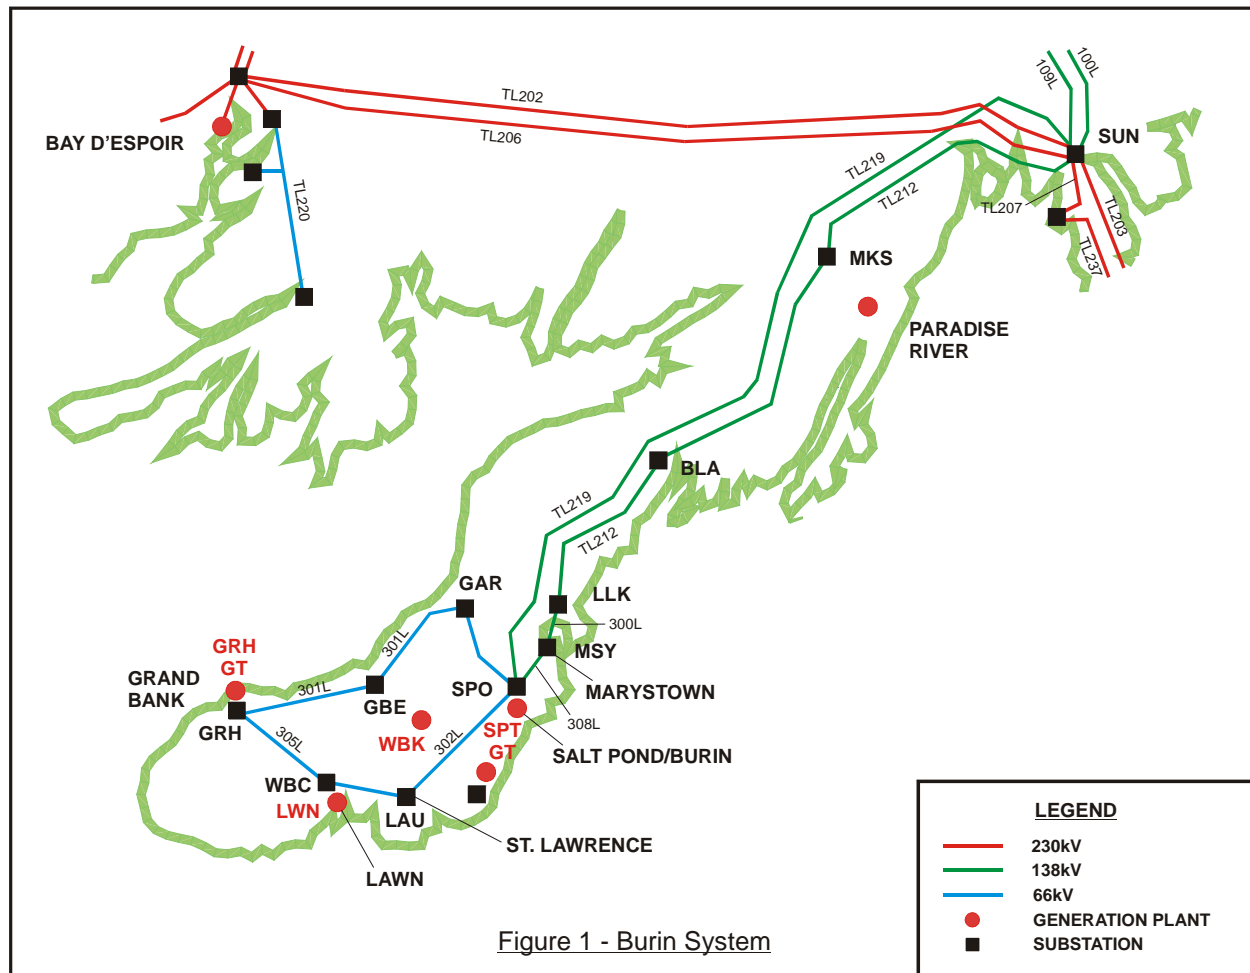 109L
100L
TL202
BAY D'ESPOIR
TL206
SUN
TL219
TL212
TL220
TL207
TL203
MKS
TL237
PARADISE
RIVER
BLA
TL219
TL212
GAR
LLK
300L
301L
GRH
GT
MSY
GRAND
BANK
301L
SPO
MARYSTOWN
GBE
GRH
308L
WBK
302L
SPT
GT
SALT POND/BURIN
305L
WBC
LWN
LAU
ST. LAWRENCE
LAWN
LEGEND
230kV
138kV
66kV
GENERATION PLANT
SUBSTATION
Figure 1 - Burin System